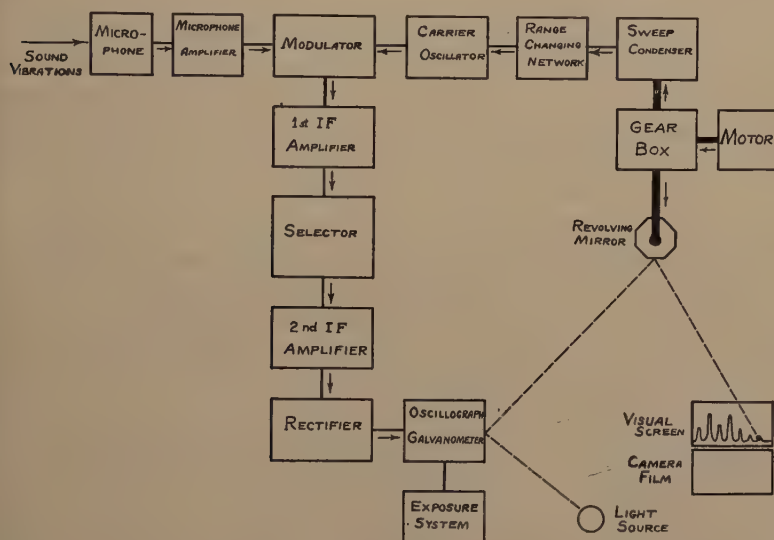 SOUND
VIBRATIONS
MICRO-
PHONE
MICROPHONE
AMPLIFIER
MODULATOR
CARRIER
OSCILLATOR
RANGE
CHANGING
NETWORK
SWEEP
CONDENSER
1st IF
AMPLIFIER
GEAR
BOX
MOTOR
SELECTOR
REVOLVING
MIRROR
2nd IF
AMPLIFIER
RECTIFIER
OSCILLOGRAPH
GALVANOMETER
VISUAL
SCREEN
CAMERA
FILM
EXPOSURE
SYSTEM
LIGHT
SOURCE